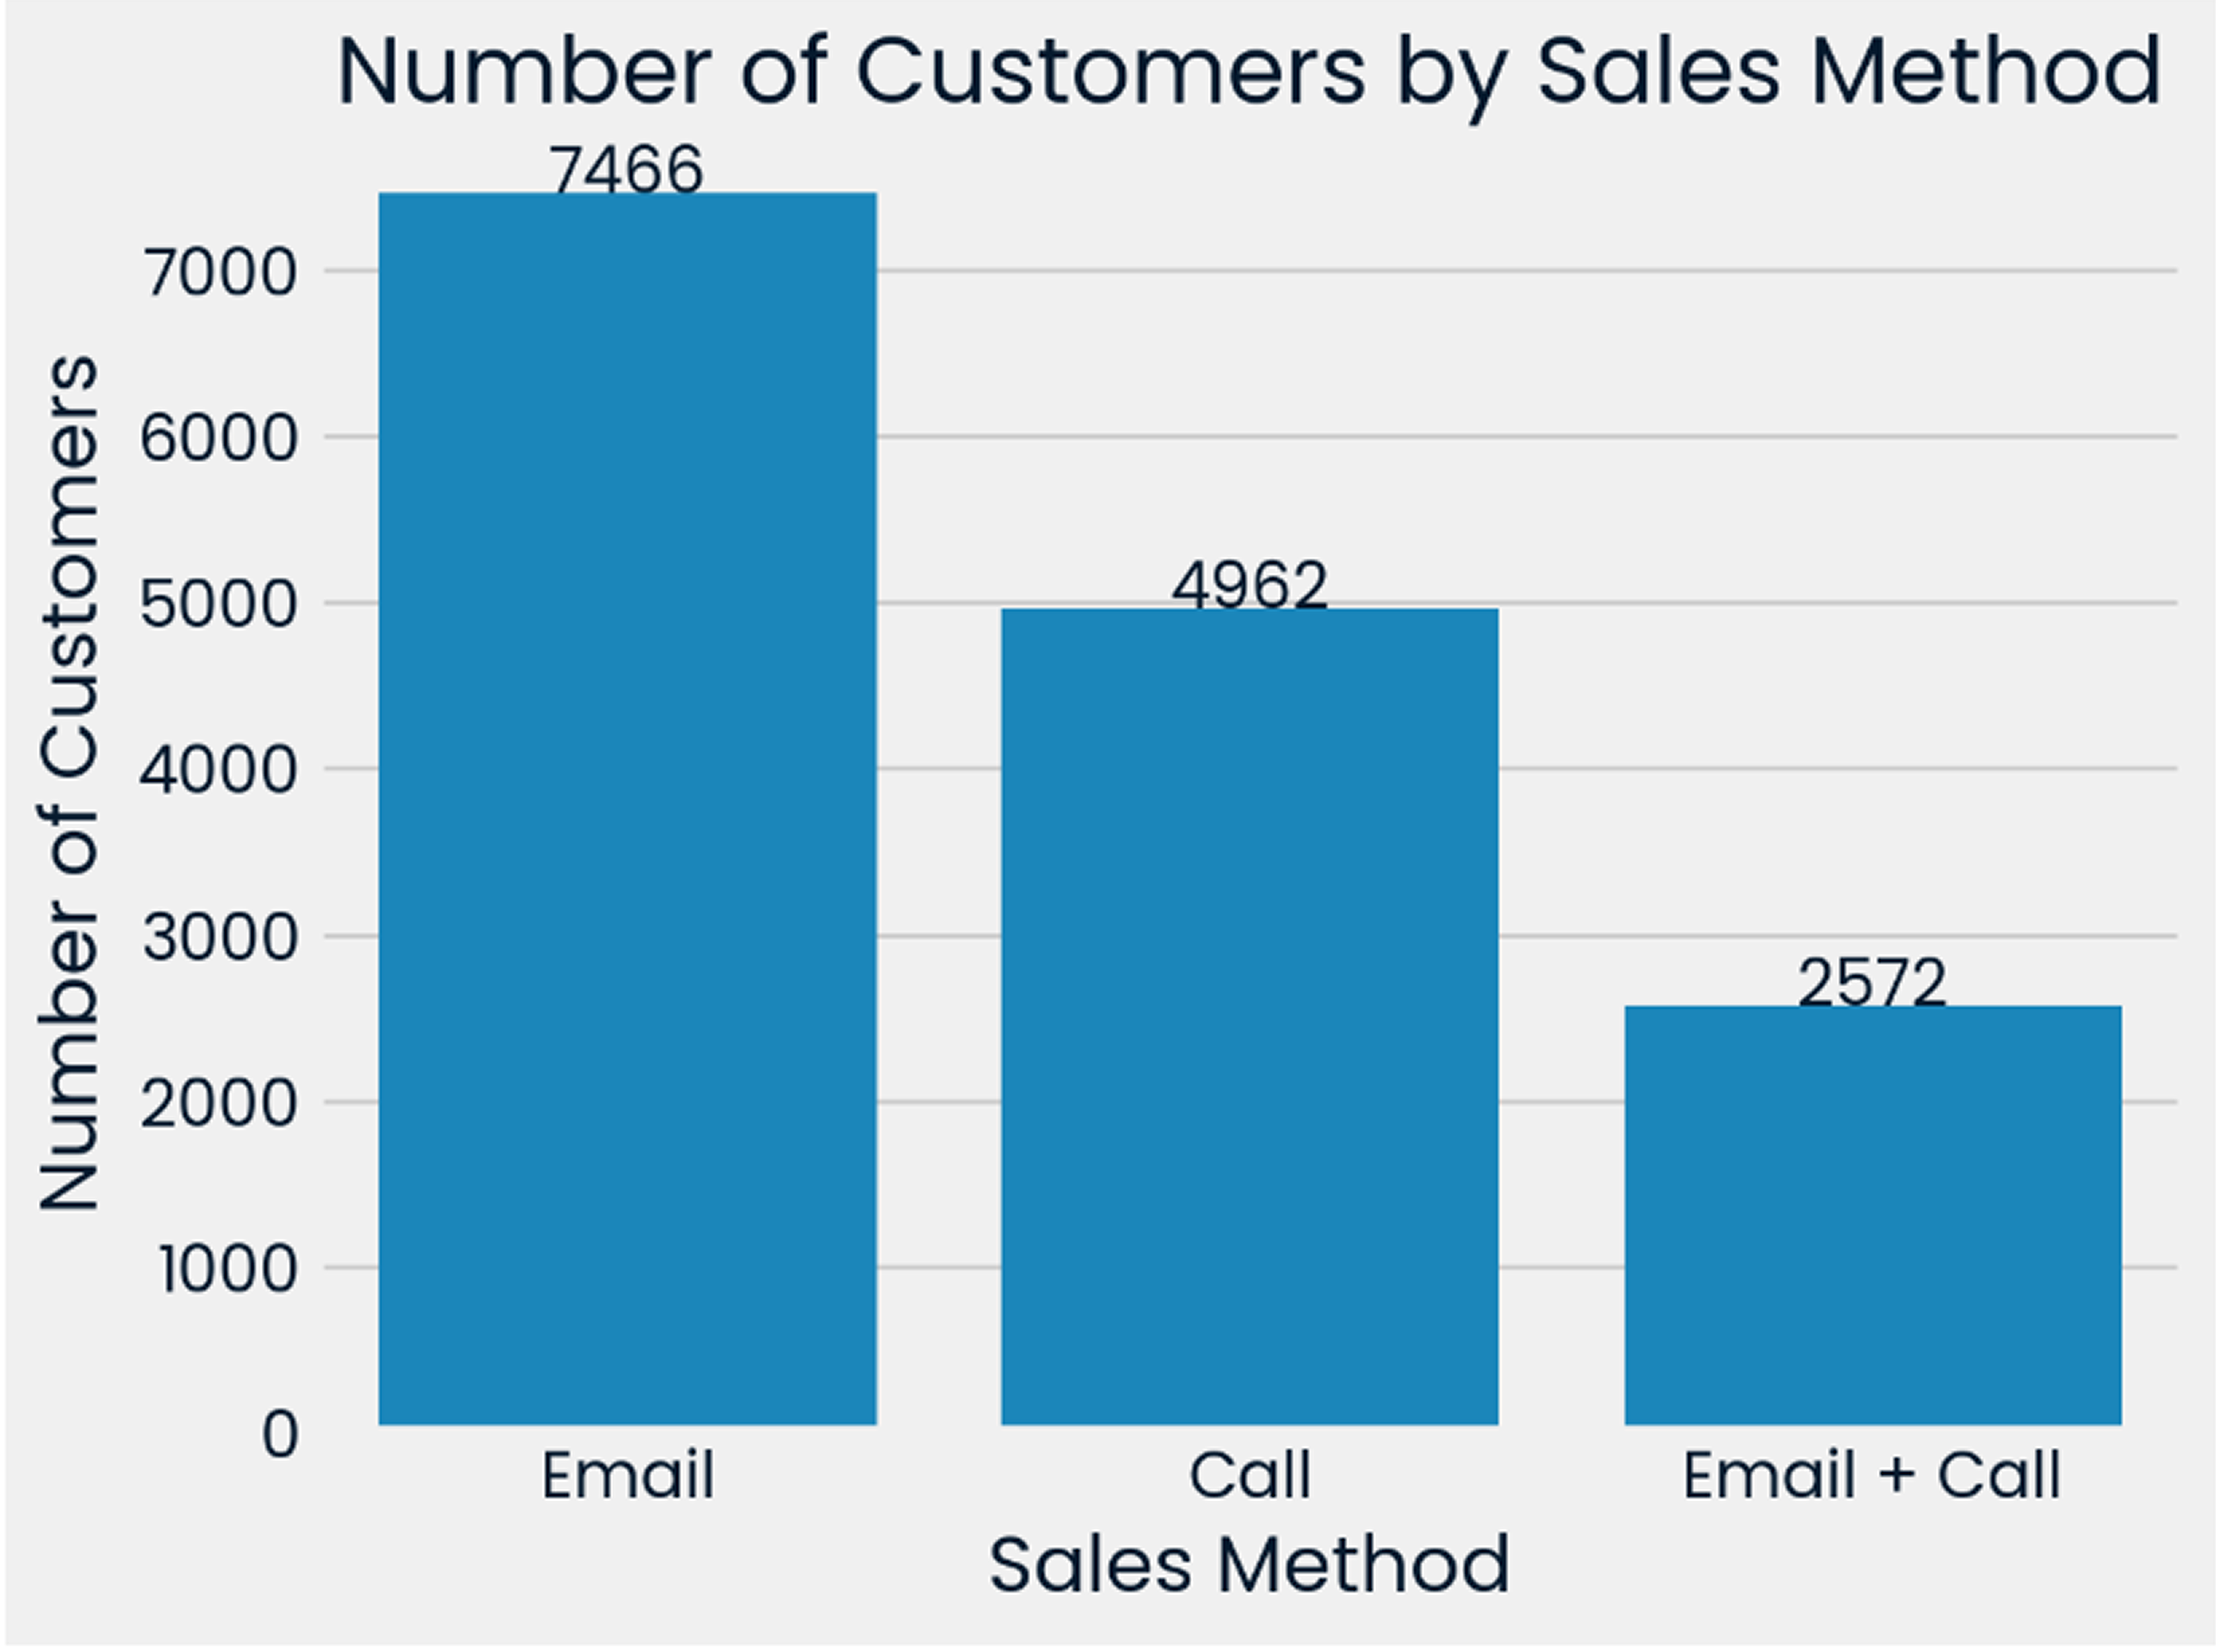 Number of Customers by Sales Method
7466
7000
6000
5000
4962
4000
3000
2572
2000
1000
0
Number of Customers
Email
Call
Email + Call
Sales Method